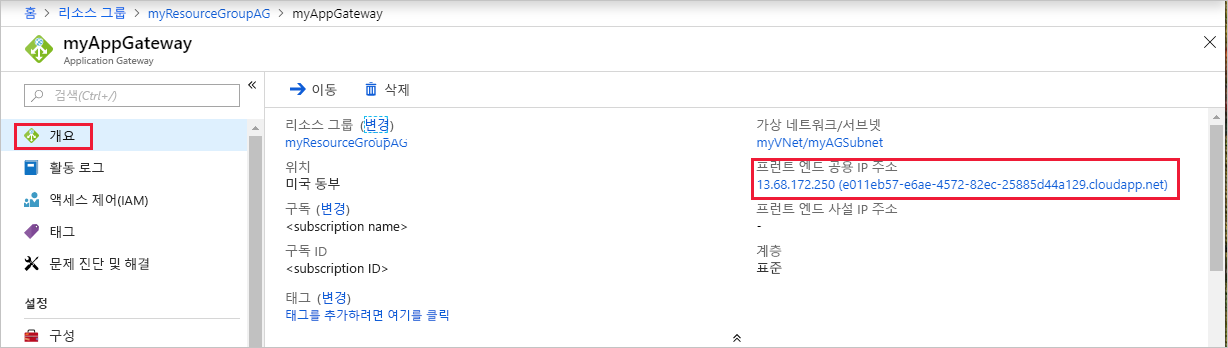 홈 > 리소스 그룹 > myResourceGroupAG > myAppGateway
myAppGateway
Application Gateway
검색(Ctrl+/)
개요
활동 로그
액세스 제어(IAM)
태그
문제 진단 및 해결
설정
구성
이동 삭제
리소스 그룹 (변경)
myResourceGroupAG
위치
미국 동부
구독 (변경)
<subscription name>
구독 ID
<subscription ID>
태그 (변경)
태그를 추가하려면 여기를 클릭
가상 네트워크/서브넷
myVNet/myAGSubnet
프런트 엔드 공용 IP 주소
13.68.172.250 (e011eb57-e6ae-4572-82ec-25885d44a129.cloudapp.net)
프런트 엔드 사설 IP 주소
-
계층
표준